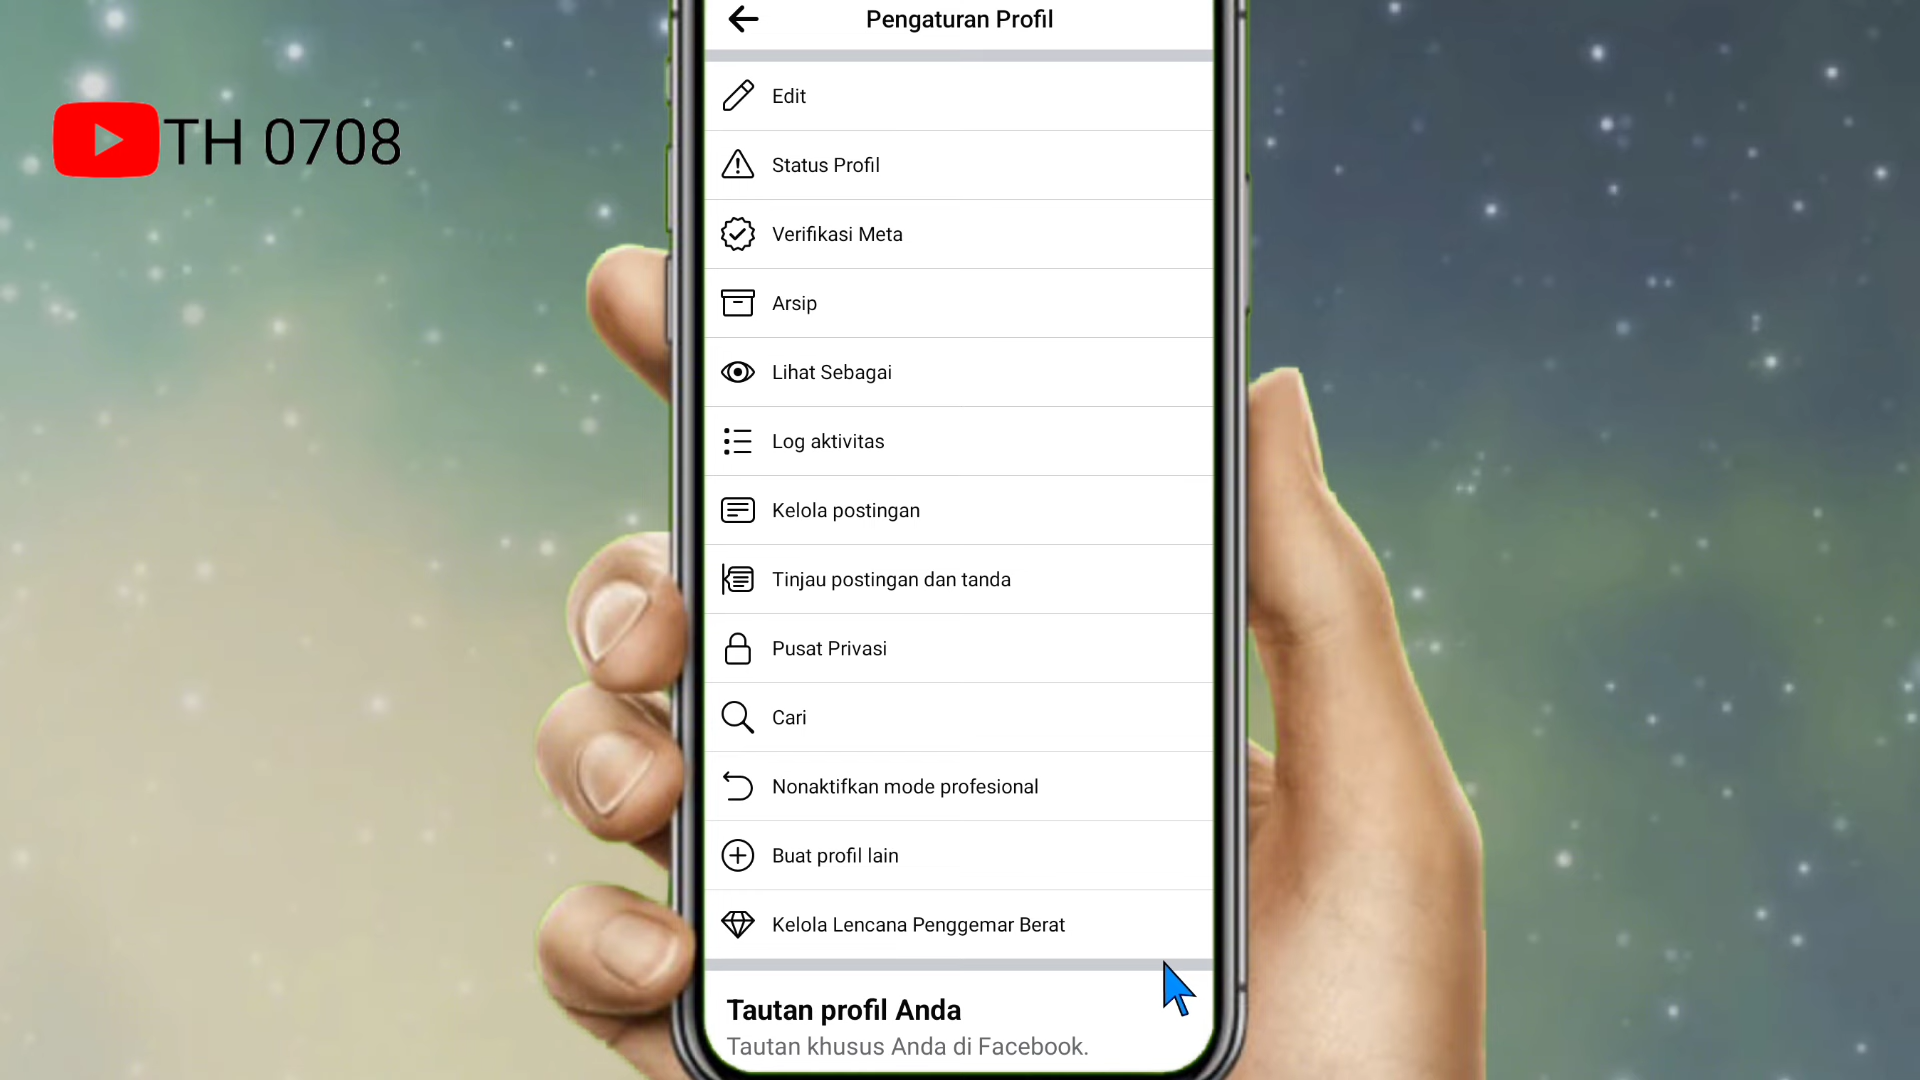 Pengaturan Profil
TH 0708
Edit
Status Profil
Verifikasi Meta
Arsip
Lihat Sebagai
Log aktivitas
Kelola postingan
Tinjau postingan dan tanda
Pusat Privasi
Cari
Nonaktifkan mode profesional
Buat profil lain
Kelola Lencana Penggemar Berat
Tautan profil Anda
Tautan khusus Anda di Facebook.